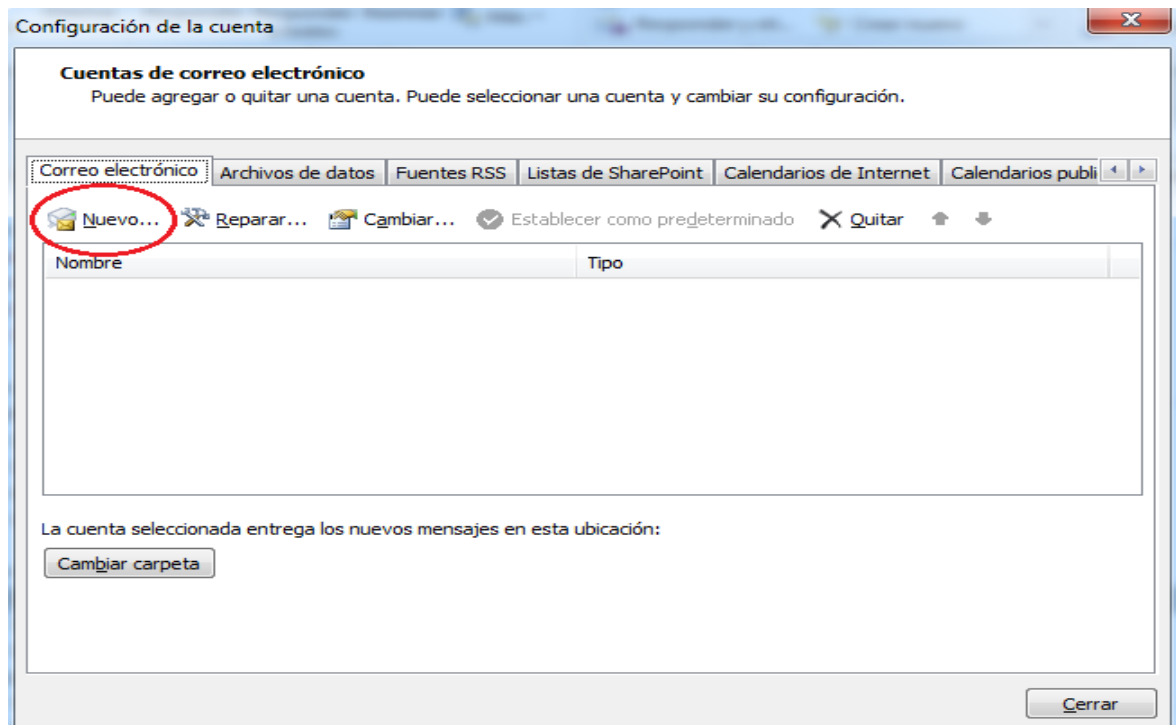 Configuración de la cuenta
Cuentas de correo electrónico
Puede agregar o quitar una cuenta. Puede seleccionar una cuenta y cambiar su configuración.
Correo electrónico Archivos de datos Fuentes RSS Listas de SharePoint Calendarios de Internet Calendarios publi
Nuevo... Reparar... Cambiar... Establecer como predeterminado Quitar
Nombre Tipo
La cuenta seleccionada entrega los nuevos mensajes en esta ubicación:
Cambiar carpeta
Cerrar